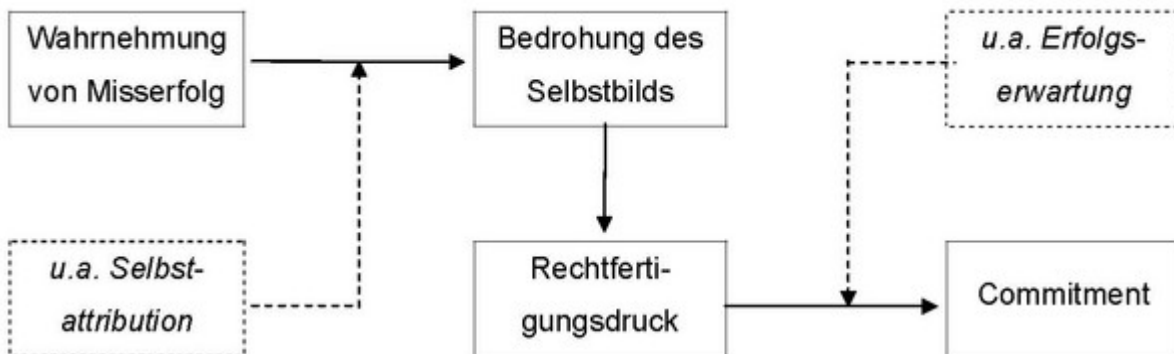 Wahrnehmung
von Misserfolg
Bedrohung des
Selbstbilds
u.a. Erfolgs-
erwartung
u.a. Selbst-
attribution
Rechtferti-
gungsdruck
Commitment